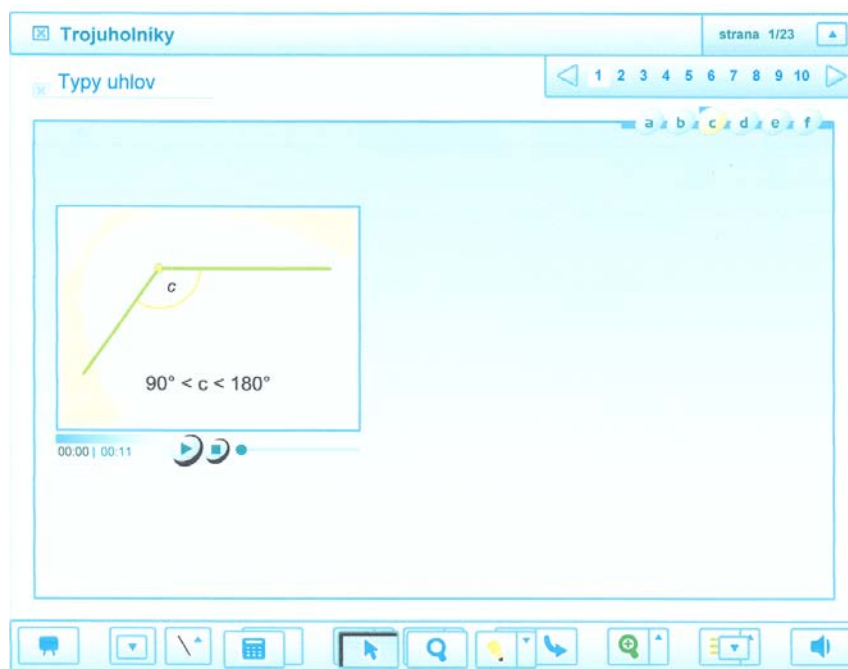 Trojuholníky
strana 1/23
Typy uhlov
1 2 3 4 5 6 7 8 9 10
a b c d e f
c
90° < c < 180°
00:00 | 00:11